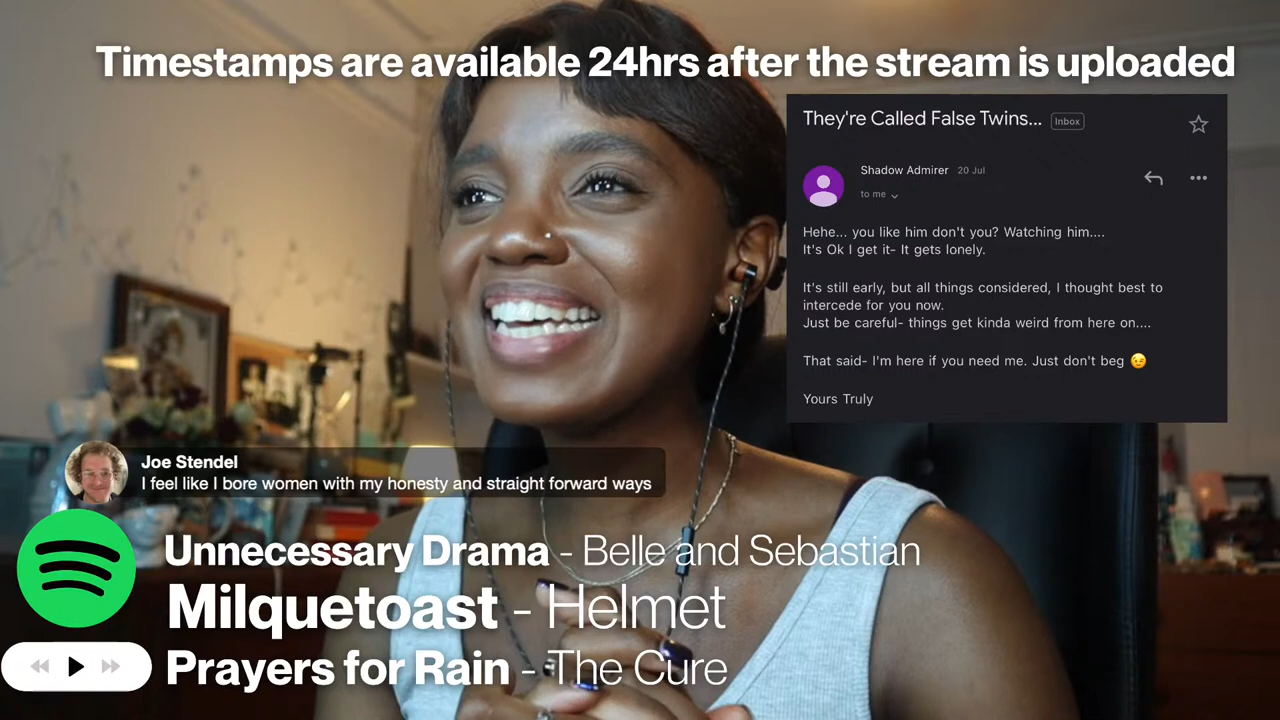 Timestamps are available 24hrs after the stream is uploaded
They're Called False Twins... Inbox
Shadow Admirer 20 Jul
to me
Hehe... you like him don't you? Watching him....
It's Ok I get it- It gets lonely.
It's still early, but all things considered, I thought best to
intercede for you now.
Just be careful- things get kinda weird from here on....
That said- I'm here if you need me. Just don't beg 😉
Yours Truly
Joe Stendel
I feel like I bore women with my honesty and straight forward ways
Unnecessary Drama - Belle and Sebastian
Milquetoast - Helmet
Prayers for Rain - The Cure